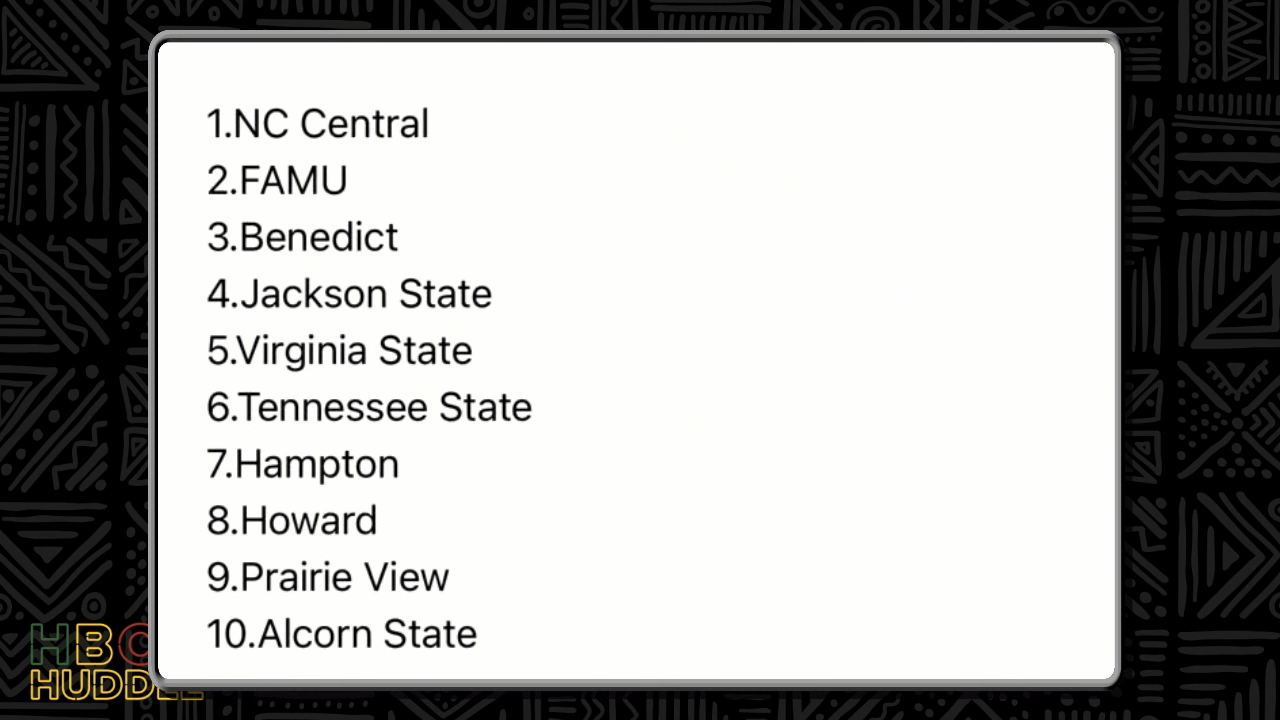 1.NC Central
2.FAMU
3.Benedict
4.Jackson State
5.Virginia State
6.Tennessee State
7.Hampton
8.Howard
9.Prairie View
10.Alcorn State
HBC
HUDDLE